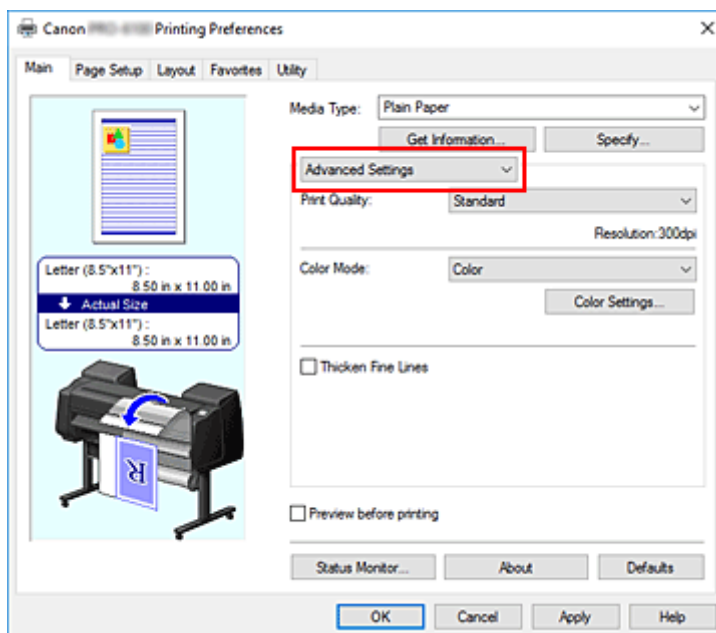 Canon Printing Preferences
Main Page Setup Layout Favorites Utility
Media Type: Plain Paper
Get Information... Specify...
Advanced Settings
Print Quality: Standard
Resolution:300dpi
Letter (8.5"x11") :
8.50 in x 11.00 in
Color Mode: Color
Actual Size
Color Settings...
Letter (8.5"x11") :
8.50 in x 11.00 in
Thicken Fine Lines
R
Preview before printing
Status Monitor... About Defaults
OK Cancel Apply Help